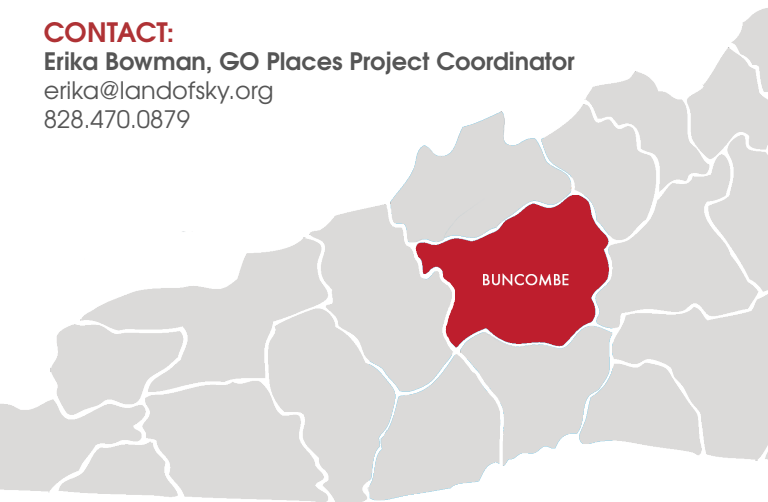 CONTACT:
Erika Bowman, GO Places Project Coordinator
erika@landofsky.org
828.470.0879
BUNCOMBE